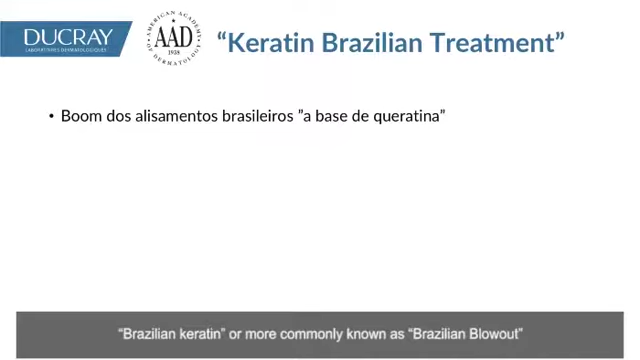 DUCRAY
LABORATOIRES DERMATOLOGIQUES
AMERICAN ACADEMY OF DERMATOLOGY
AAD
1938
“Keratin Brazilian Treatment”
• Boom dos alisamentos brasileiros ”a base de queratina”
“Brazilian keratin” or more commonly known as “Brazilian Blowout”